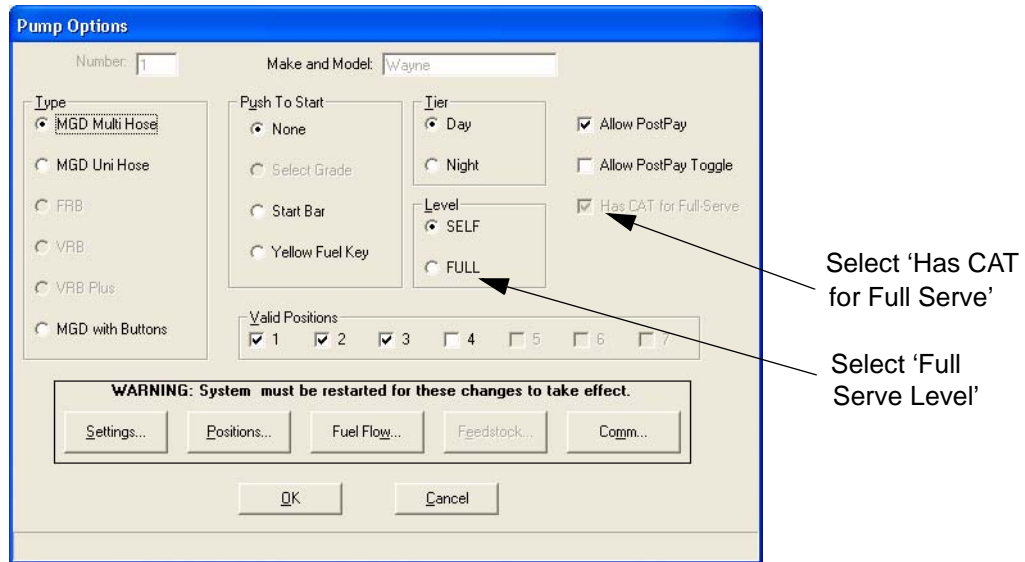 Pump Options
Number: 1 Make and Model: Wayne
Type
MGD Multi Hose
MGD Uni Hose
FRB
VRB
VRB Plus
MGD with Buttons
Push To Start
None
Select Grade
Start Bar
Yellow Fuel Key
Tier
Day
Night
Level
SELF
FULL
Allow PostPay
Allow PostPay Toggle
Has CAT for Full-Serve
Valid Positions
1 2 3 4 5 6 7
WARNING: System must be restarted for these changes to take effect.
Settings... Positions... Fuel Flow... Feedstock... Comm...
OK Cancel
Select ‘Has CAT
for Full Serve’
Select ‘Full
Serve Level’